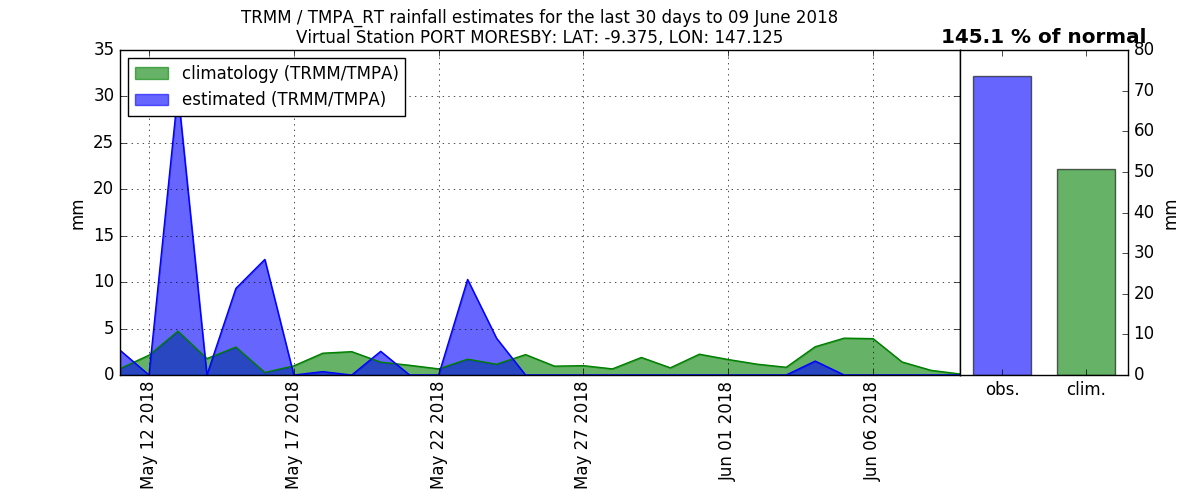 TRMM / TMPA_RT rainfall estimates for the last 30 days to 09 June 2018
Virtual Station PORT MORESBY: LAT: -9.375, LON: 147.125
145.1 % of normal
climatology (TRMM/TMPA)
estimated (TRMM/TMPA)
35
30
25
20
15
10
5
0
mm
May 12 2018
May 17 2018
May 22 2018
May 27 2018
Jun 01 2018
Jun 06 2018
80
70
60
50
40
30
20
10
0
mm
obs.
clim.